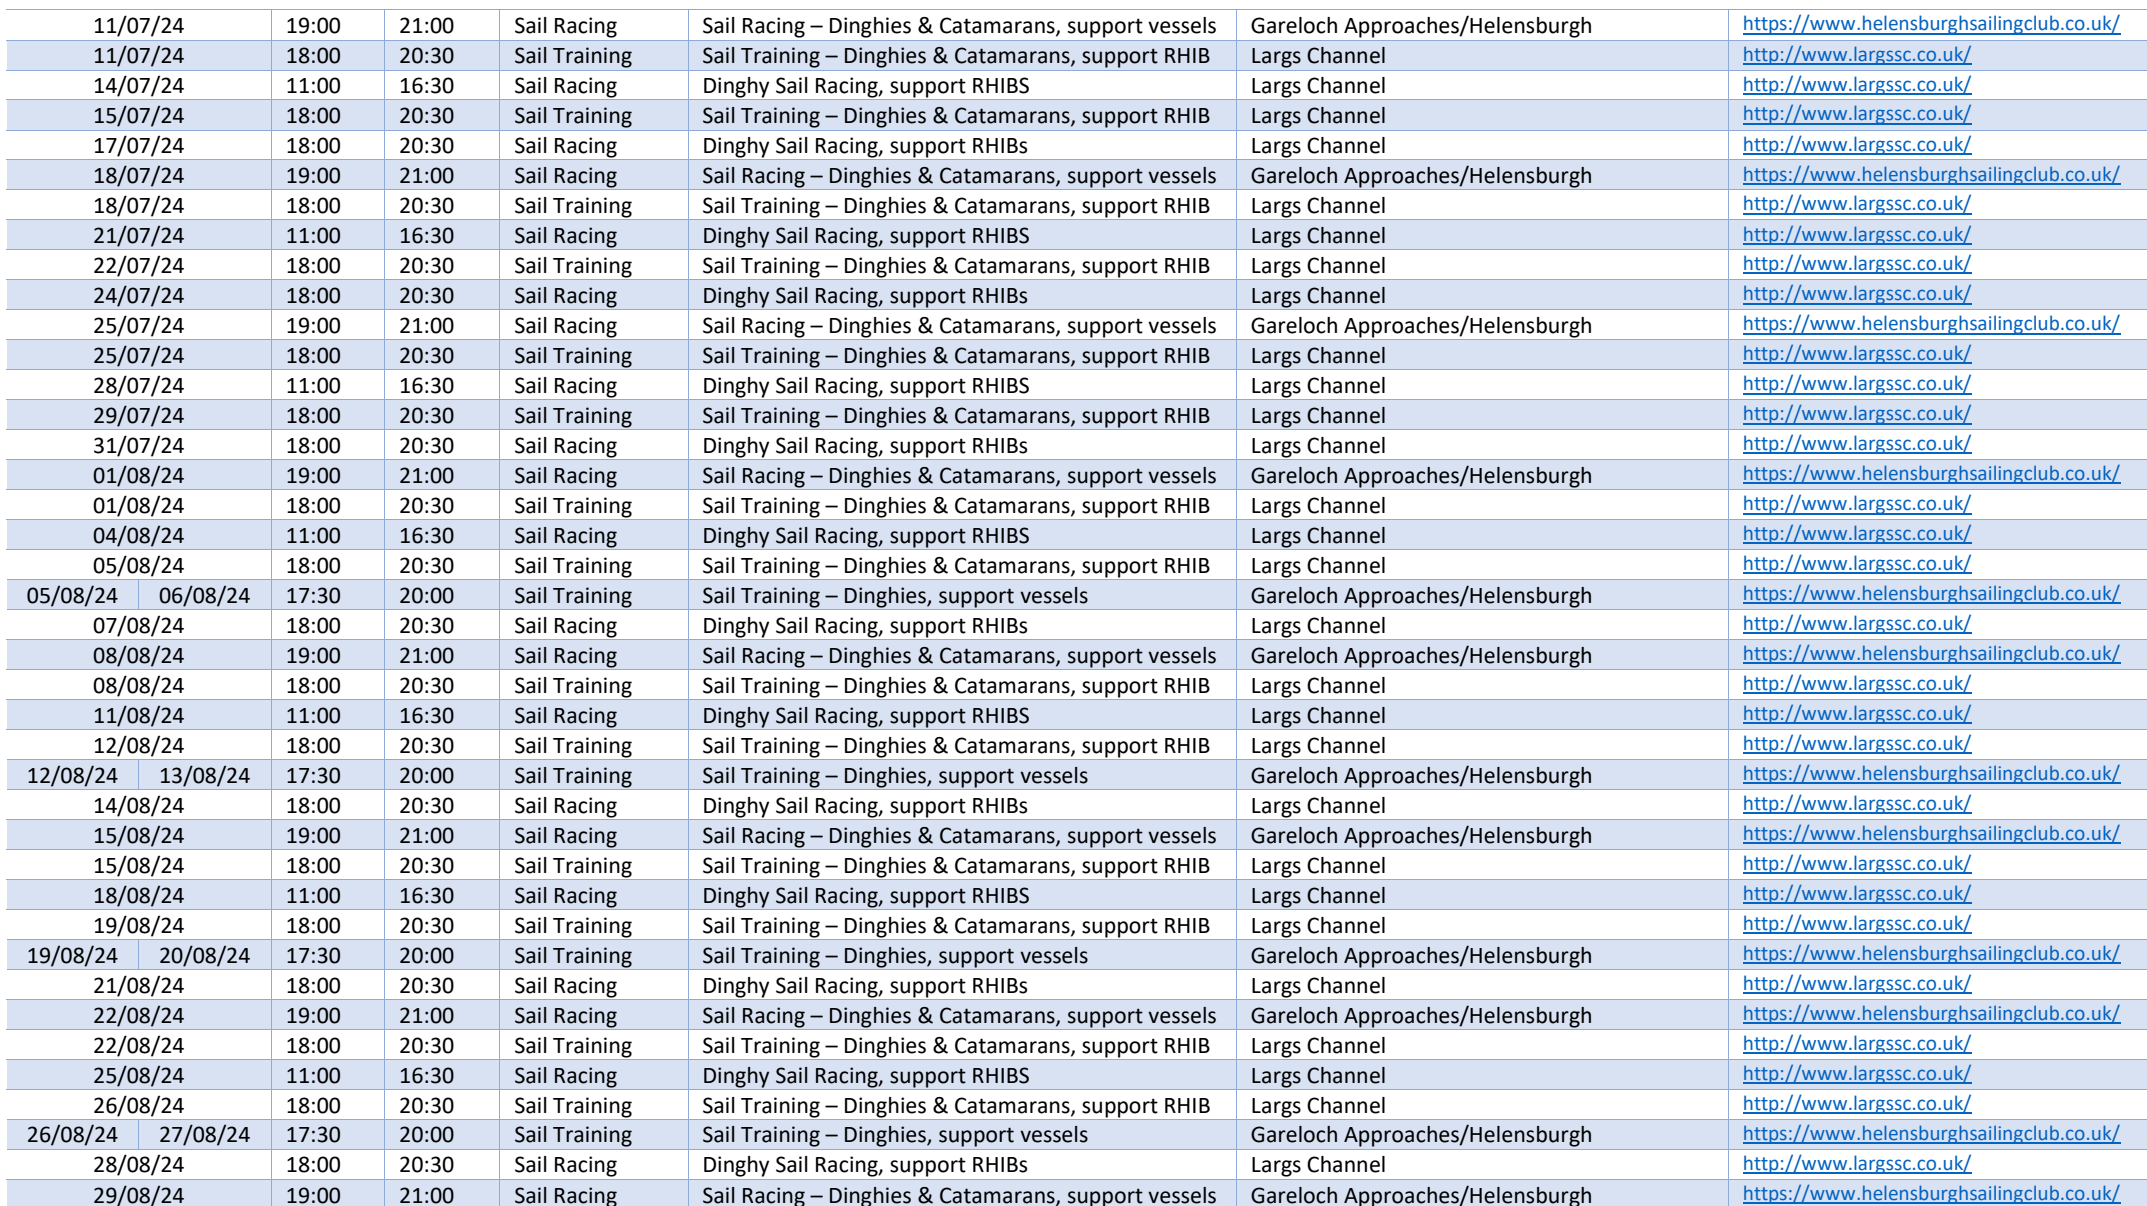 11/07/24 19:00 21:00 Sail Racing Sail Racing – Dinghies & Catamarans, support vessels Gareloch Approaches/Helensburgh https://www.helensburghsailingclub.co.uk/
11/07/24 18:00 20:30 Sail Training Sail Training – Dinghies & Catamarans, support RHIB Largs Channel http://www.largssc.co.uk/
14/07/24 11:00 16:30 Sail Racing Dinghy Sail Racing, support RHIBS Largs Channel http://www.largssc.co.uk/
15/07/24 18:00 20:30 Sail Training Sail Training – Dinghies & Catamarans, support RHIB Largs Channel http://www.largssc.co.uk/
17/07/24 18:00 20:30 Sail Racing Dinghy Sail Racing, support RHIBs Largs Channel http://www.largssc.co.uk/
18/07/24 19:00 21:00 Sail Racing Sail Racing – Dinghies & Catamarans, support vessels Gareloch Approaches/Helensburgh https://www.helensburghsailingclub.co.uk/
18/07/24 18:00 20:30 Sail Training Sail Training – Dinghies & Catamarans, support RHIB Largs Channel http://www.largssc.co.uk/
21/07/24 11:00 16:30 Sail Racing Dinghy Sail Racing, support RHIBS Largs Channel http://www.largssc.co.uk/
22/07/24 18:00 20:30 Sail Training Sail Training – Dinghies & Catamarans, support RHIB Largs Channel http://www.largssc.co.uk/
24/07/24 18:00 20:30 Sail Racing Dinghy Sail Racing, support RHIBs Largs Channel http://www.largssc.co.uk/
25/07/24 19:00 21:00 Sail Racing Sail Racing – Dinghies & Catamarans, support vessels Gareloch Approaches/Helensburgh https://www.helensburghsailingclub.co.uk/
25/07/24 18:00 20:30 Sail Training Sail Training – Dinghies & Catamarans, support RHIB Largs Channel http://www.largssc.co.uk/
28/07/24 11:00 16:30 Sail Racing Dinghy Sail Racing, support RHIBS Largs Channel http://www.largssc.co.uk/
29/07/24 18:00 20:30 Sail Training Sail Training – Dinghies & Catamarans, support RHIB Largs Channel http://www.largssc.co.uk/
31/07/24 18:00 20:30 Sail Racing Dinghy Sail Racing, support RHIBs Largs Channel http://www.largssc.co.uk/
01/08/24 19:00 21:00 Sail Racing Sail Racing – Dinghies & Catamarans, support vessels Gareloch Approaches/Helensburgh https://www.helensburghsailingclub.co.uk/
01/08/24 18:00 20:30 Sail Training Sail Training – Dinghies & Catamarans, support RHIB Largs Channel http://www.largssc.co.uk/
04/08/24 11:00 16:30 Sail Racing Dinghy Sail Racing, support RHIBS Largs Channel http://www.largssc.co.uk/
05/08/24 18:00 20:30 Sail Training Sail Training – Dinghies & Catamarans, support RHIB Largs Channel http://www.largssc.co.uk/
05/08/24 06/08/24 17:30 20:00 Sail Training Sail Training – Dinghies, support vessels Gareloch Approaches/Helensburgh https://www.helensburghsailingclub.co.uk/
07/08/24 18:00 20:30 Sail Racing Dinghy Sail Racing, support RHIBs Largs Channel http://www.largssc.co.uk/
08/08/24 19:00 21:00 Sail Racing Sail Racing – Dinghies & Catamarans, support vessels Gareloch Approaches/Helensburgh https://www.helensburghsailingclub.co.uk/
08/08/24 18:00 20:30 Sail Training Sail Training – Dinghies & Catamarans, support RHIB Largs Channel http://www.largssc.co.uk/
11/08/24 11:00 16:30 Sail Racing Dinghy Sail Racing, support RHIBS Largs Channel http://www.largssc.co.uk/
12/08/24 18:00 20:30 Sail Training Sail Training – Dinghies & Catamarans, support RHIB Largs Channel http://www.largssc.co.uk/
12/08/24 13/08/24 17:30 20:00 Sail Training Sail Training – Dinghies, support vessels Gareloch Approaches/Helensburgh https://www.helensburghsailingclub.co.uk/
14/08/24 18:00 20:30 Sail Racing Dinghy Sail Racing, support RHIBs Largs Channel http://www.largssc.co.uk/
15/08/24 19:00 21:00 Sail Racing Sail Racing – Dinghies & Catamarans, support vessels Gareloch Approaches/Helensburgh https://www.helensburghsailingclub.co.uk/
15/08/24 18:00 20:30 Sail Training Sail Training – Dinghies & Catamarans, support RHIB Largs Channel http://www.largssc.co.uk/
18/08/24 11:00 16:30 Sail Racing Dinghy Sail Racing, support RHIBS Largs Channel http://www.largssc.co.uk/
19/08/24 18:00 20:30 Sail Training Sail Training – Dinghies & Catamarans, support RHIB Largs Channel http://www.largssc.co.uk/
19/08/24 20/08/24 17:30 20:00 Sail Training Sail Training – Dinghies, support vessels Gareloch Approaches/Helensburgh https://www.helensburghsailingclub.co.uk/
21/08/24 18:00 20:30 Sail Racing Dinghy Sail Racing, support RHIBs Largs Channel http://www.largssc.co.uk/
22/08/24 19:00 21:00 Sail Racing Sail Racing – Dinghies & Catamarans, support vessels Gareloch Approaches/Helensburgh https://www.helensburghsailingclub.co.uk/
22/08/24 18:00 20:30 Sail Training Sail Training – Dinghies & Catamarans, support RHIB Largs Channel http://www.largssc.co.uk/
25/08/24 11:00 16:30 Sail Racing Dinghy Sail Racing, support RHIBS Largs Channel http://www.largssc.co.uk/
26/08/24 18:00 20:30 Sail Training Sail Training – Dinghies & Catamarans, support RHIB Largs Channel http://www.largssc.co.uk/
26/08/24 27/08/24 17:30 20:00 Sail Training Sail Training – Dinghies, support vessels Gareloch Approaches/Helensburgh https://www.helensburghsailingclub.co.uk/
28/08/24 18:00 20:30 Sail Racing Dinghy Sail Racing, support RHIBs Largs Channel http://www.largssc.co.uk/
29/08/24 19:00 21:00 Sail Racing Sail Racing – Dinghies & Catamarans, support vessels Gareloch Approaches/Helensburgh https://www.helensburghsailingclub.co.uk/